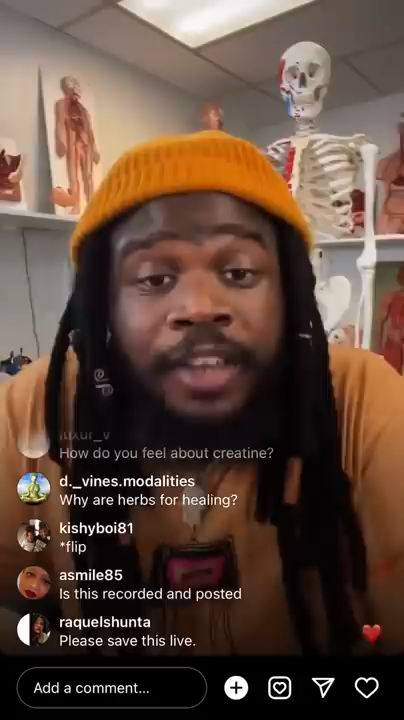 How do you feel about creatine?
d._vines.modalities
Why are herbs for healing?
kishyboi81
*flip
asmile85
Is this recorded and posted
raquelshunta
Please save this live.
Add a comment...